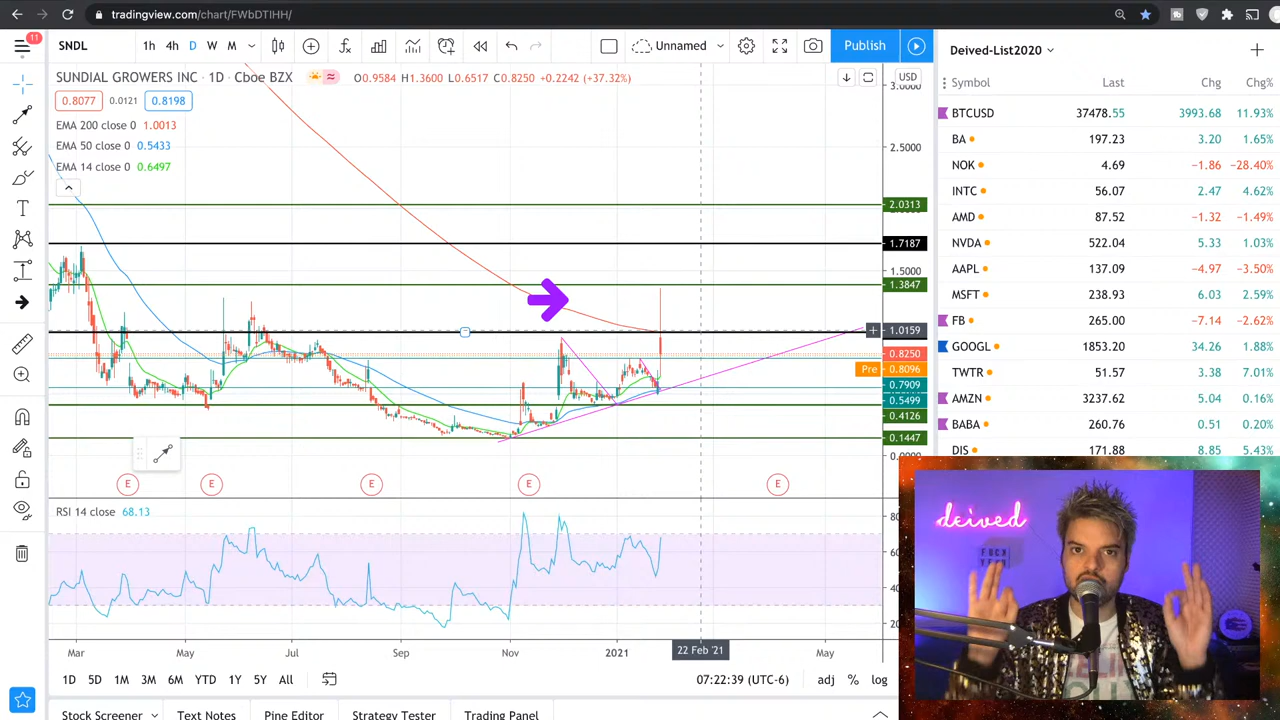 tradingview.com/chart/FWbDTIHH/
11
SNDL
1h 4h D W M
Unnamed
Publish
Deived-List2020
SUNDIAL GROWERS INC · 1D · Cboe BZX
O0.9584 H1.3600 L0.6517 C0.8250 +0.2242 (+37.32%)
USD
0.8077 0.0121 0.8198
EMA 200 close 0 1.0013
EMA 50 close 0 0.5433
EMA 14 close 0 0.6497
3.0000
2.5000
2.0313
1.7187
1.5000
1.3847
1.0159
0.8250
Pre 0.8096
0.7909
0.5499
0.4126
0.1447
E E E E E
RSI 14 close 68.13
Mar May Jul Sep Nov 2021 22 Feb '21 May
1D 5D 1M 3M 6M YTD 1Y 5Y All
07:22:39 (UTC-6) adj % log
Stock Screener Text Notes Pine Editor Strategy Tester Trading Panel
Symbol Last Chg Chg%
BTCUSD 37478.55 3993.68 11.93%
BA 197.23 3.20 1.65%
NOK 4.69 −1.86 −28.40%
INTC 56.07 2.47 4.62%
AMD 87.52 −1.32 −1.49%
NVDA 522.04 5.33 1.03%
AAPL 137.09 −4.97 −3.50%
MSFT 238.93 6.03 2.59%
FB 265.00 −7.14 −2.62%
GOOGL 1853.20 34.26 1.88%
TWTR 51.57 3.38 7.01%
AMZN 3237.62 5.04 0.16%
BABA 260.76 0.51 0.20%
DIS 171.88 8.85 5.43%
deived